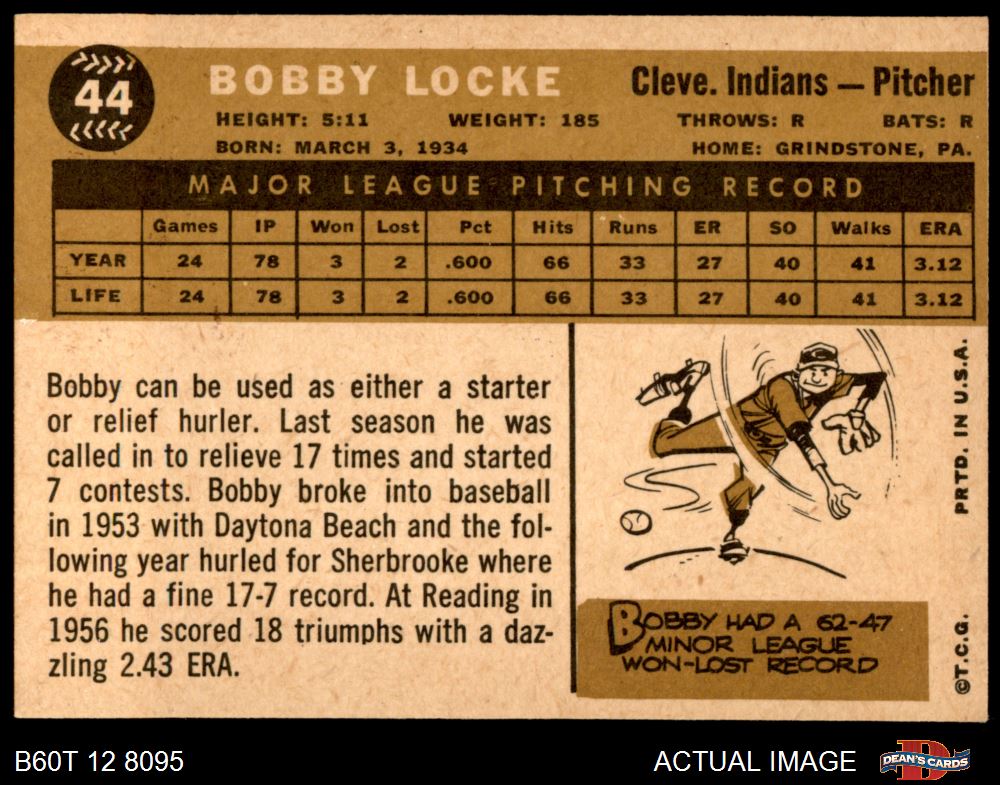 44
BOBBY LOCKE
Cleve. Indians — Pitcher
HEIGHT: 5:11 WEIGHT: 185 THROWS: R BATS: R
BORN: MARCH 3, 1934 HOME: GRINDSTONE, PA.
MAJOR LEAGUE PITCHING RECORD
Games IP Won Lost Pct Hits Runs ER SO Walks ERA
YEAR 24 78 3 2 .600 66 33 27 40 41 3.12
LIFE 24 78 3 2 .600 66 33 27 40 41 3.12
Bobby can be used as either a starter
or relief hurler. Last season he was
called in to relieve 17 times and started
7 contests. Bobby broke into baseball
in 1953 with Daytona Beach and the fol-
lowing year hurled for Sherbrooke where
he had a fine 17-7 record. At Reading in
1956 he scored 18 triumphs with a daz-
zling 2.43 ERA.
BOBBY HAD A 62-47
MINOR LEAGUE
WON-LOST RECORD
PRTD. IN U.S.A.
©T.C.G.
B60T 12 8095
ACTUAL IMAGE
D
DEAN'S CARDS